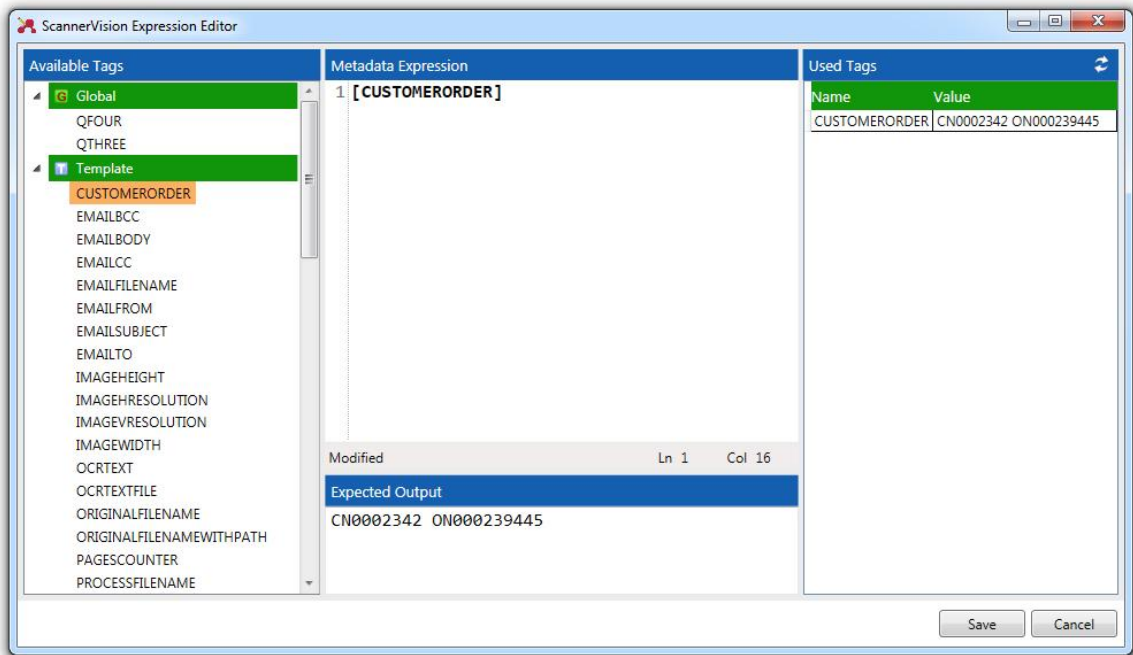 ScannerVision Expression Editor
Available Tags
G Global
QFOUR
QTHREE
T Template
CUSTOMERORDER
EMAILBCC
EMAILBODY
EMAILCC
EMAILFILENAME
EMAILFROM
EMAILSUBJECT
EMAILTO
IMAGEHEIGHT
IMAGEHRESOLUTION
IMAGEVRESOLUTION
IMAGEWIDTH
OCRTEXT
OCRTEXTFILE
ORIGINALFILENAME
ORIGINALFILENAMEWITHPATH
PAGESCOUNTER
PROCESSFILENAME
Metadata Expression
1 [CUSTOMERORDER]
Modified Ln 1 Col 16
Expected Output
CN0002342 ON000239445
Used Tags
Name Value
CUSTOMERORDER CN0002342 ON000239445
Save Cancel